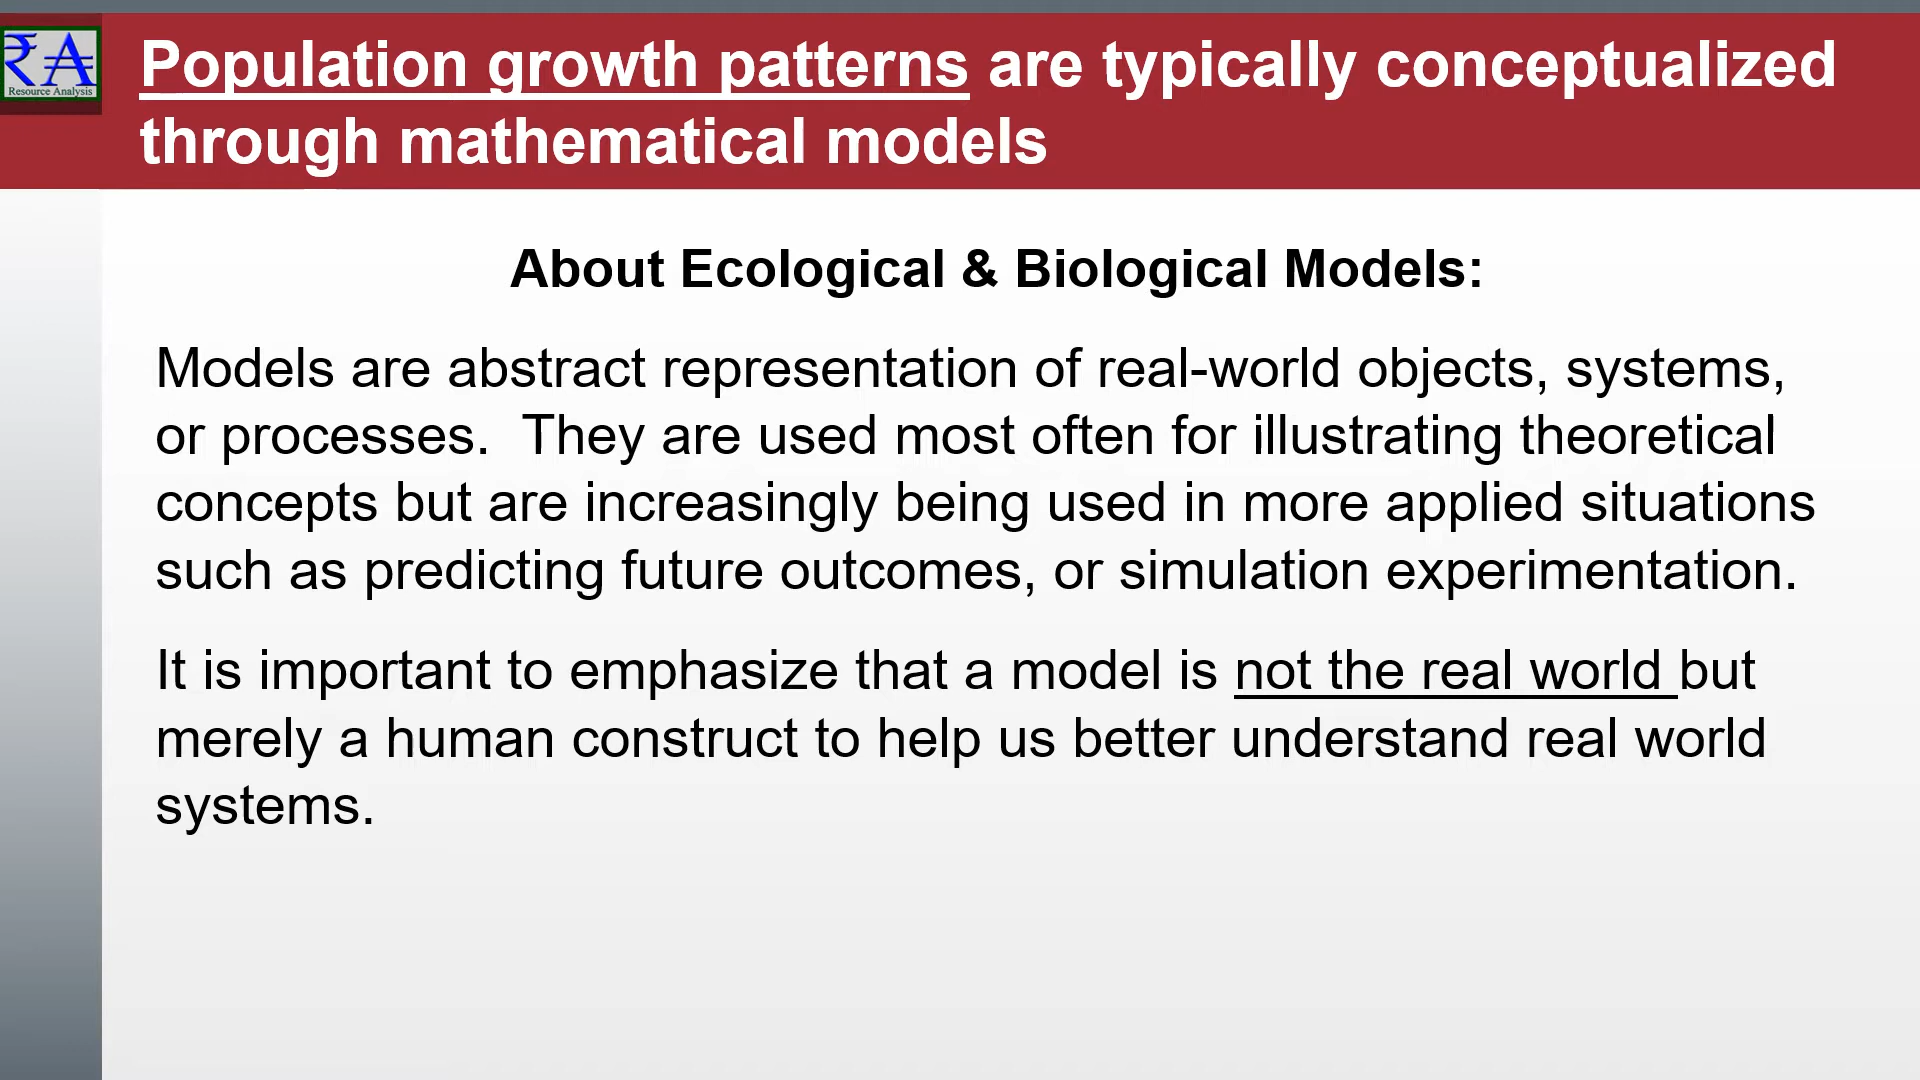 ₹A
Resource Analysis
Population growth patterns are typically conceptualized
through mathematical models
About Ecological & Biological Models:
Models are abstract representation of real-world objects, systems,
or processes.  They are used most often for illustrating theoretical
concepts but are increasingly being used in more applied situations
such as predicting future outcomes, or simulation experimentation.
It is important to emphasize that a model is not the real world but
merely a human construct to help us better understand real world
systems.